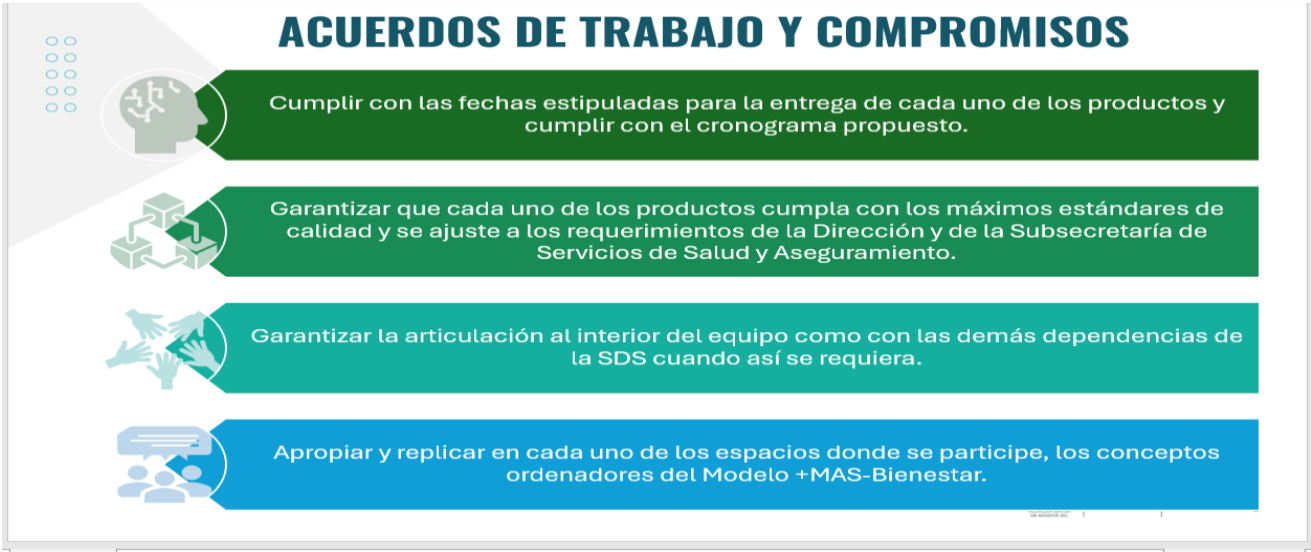 ACUERDOS DE TRABAJO Y COMPROMISOS
Cumplir con las fechas estipuladas para la entrega de cada uno de los productos y
cumplir con el cronograma propuesto.
Garantizar que cada uno de los productos cumpla con los máximos estándares de
calidad y se ajuste a los requerimientos de la Dirección y de la Subsecretaría de
Servicios de Salud y Aseguramiento.
Garantizar la articulación al interior del equipo como con las demás dependencias de
la SDS cuando así se requiera.
Apropiar y replicar en cada uno de los espacios donde se participe, los conceptos
ordenadores del Modelo +MAS-Bienestar.
DE BOGOTÁ D.C.